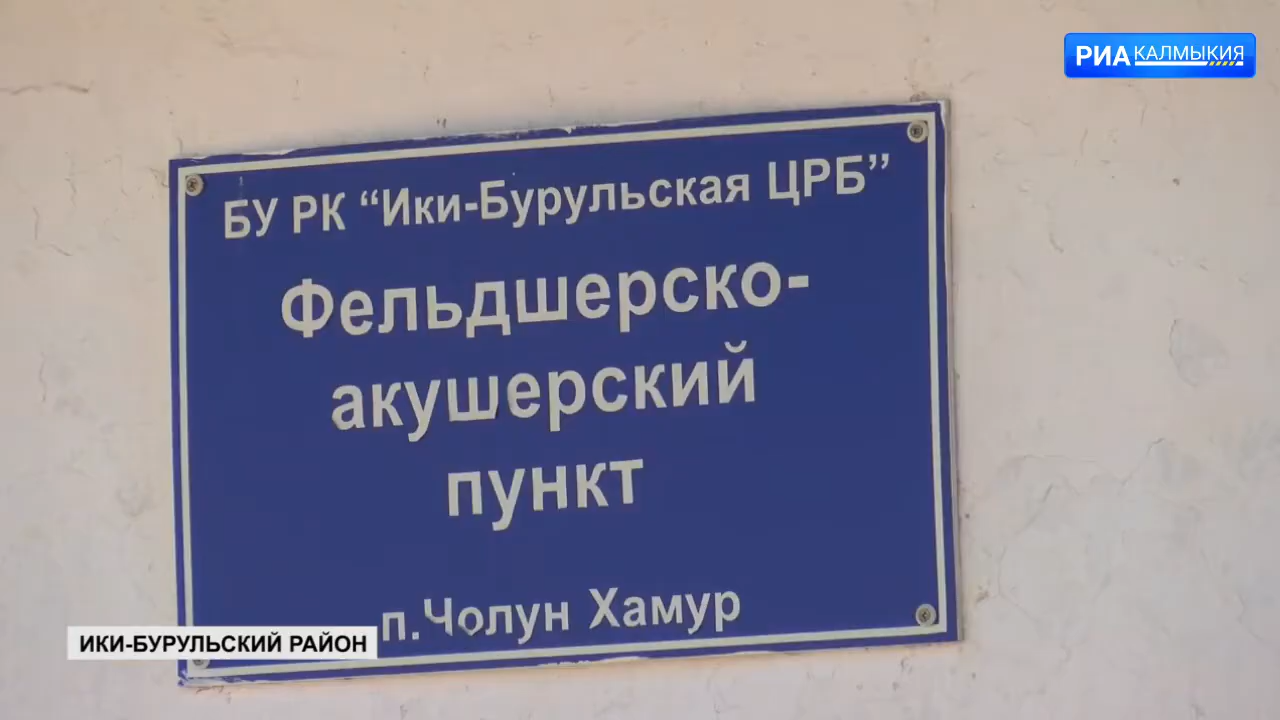 РИА КАЛМЫКИЯ
БУ РК “Ики-Бурульская ЦРБ”
Фельдшерско-
акушерский
пункт
п.Чолун Хамур
ИКИ-БУРУЛЬСКИЙ РАЙОН